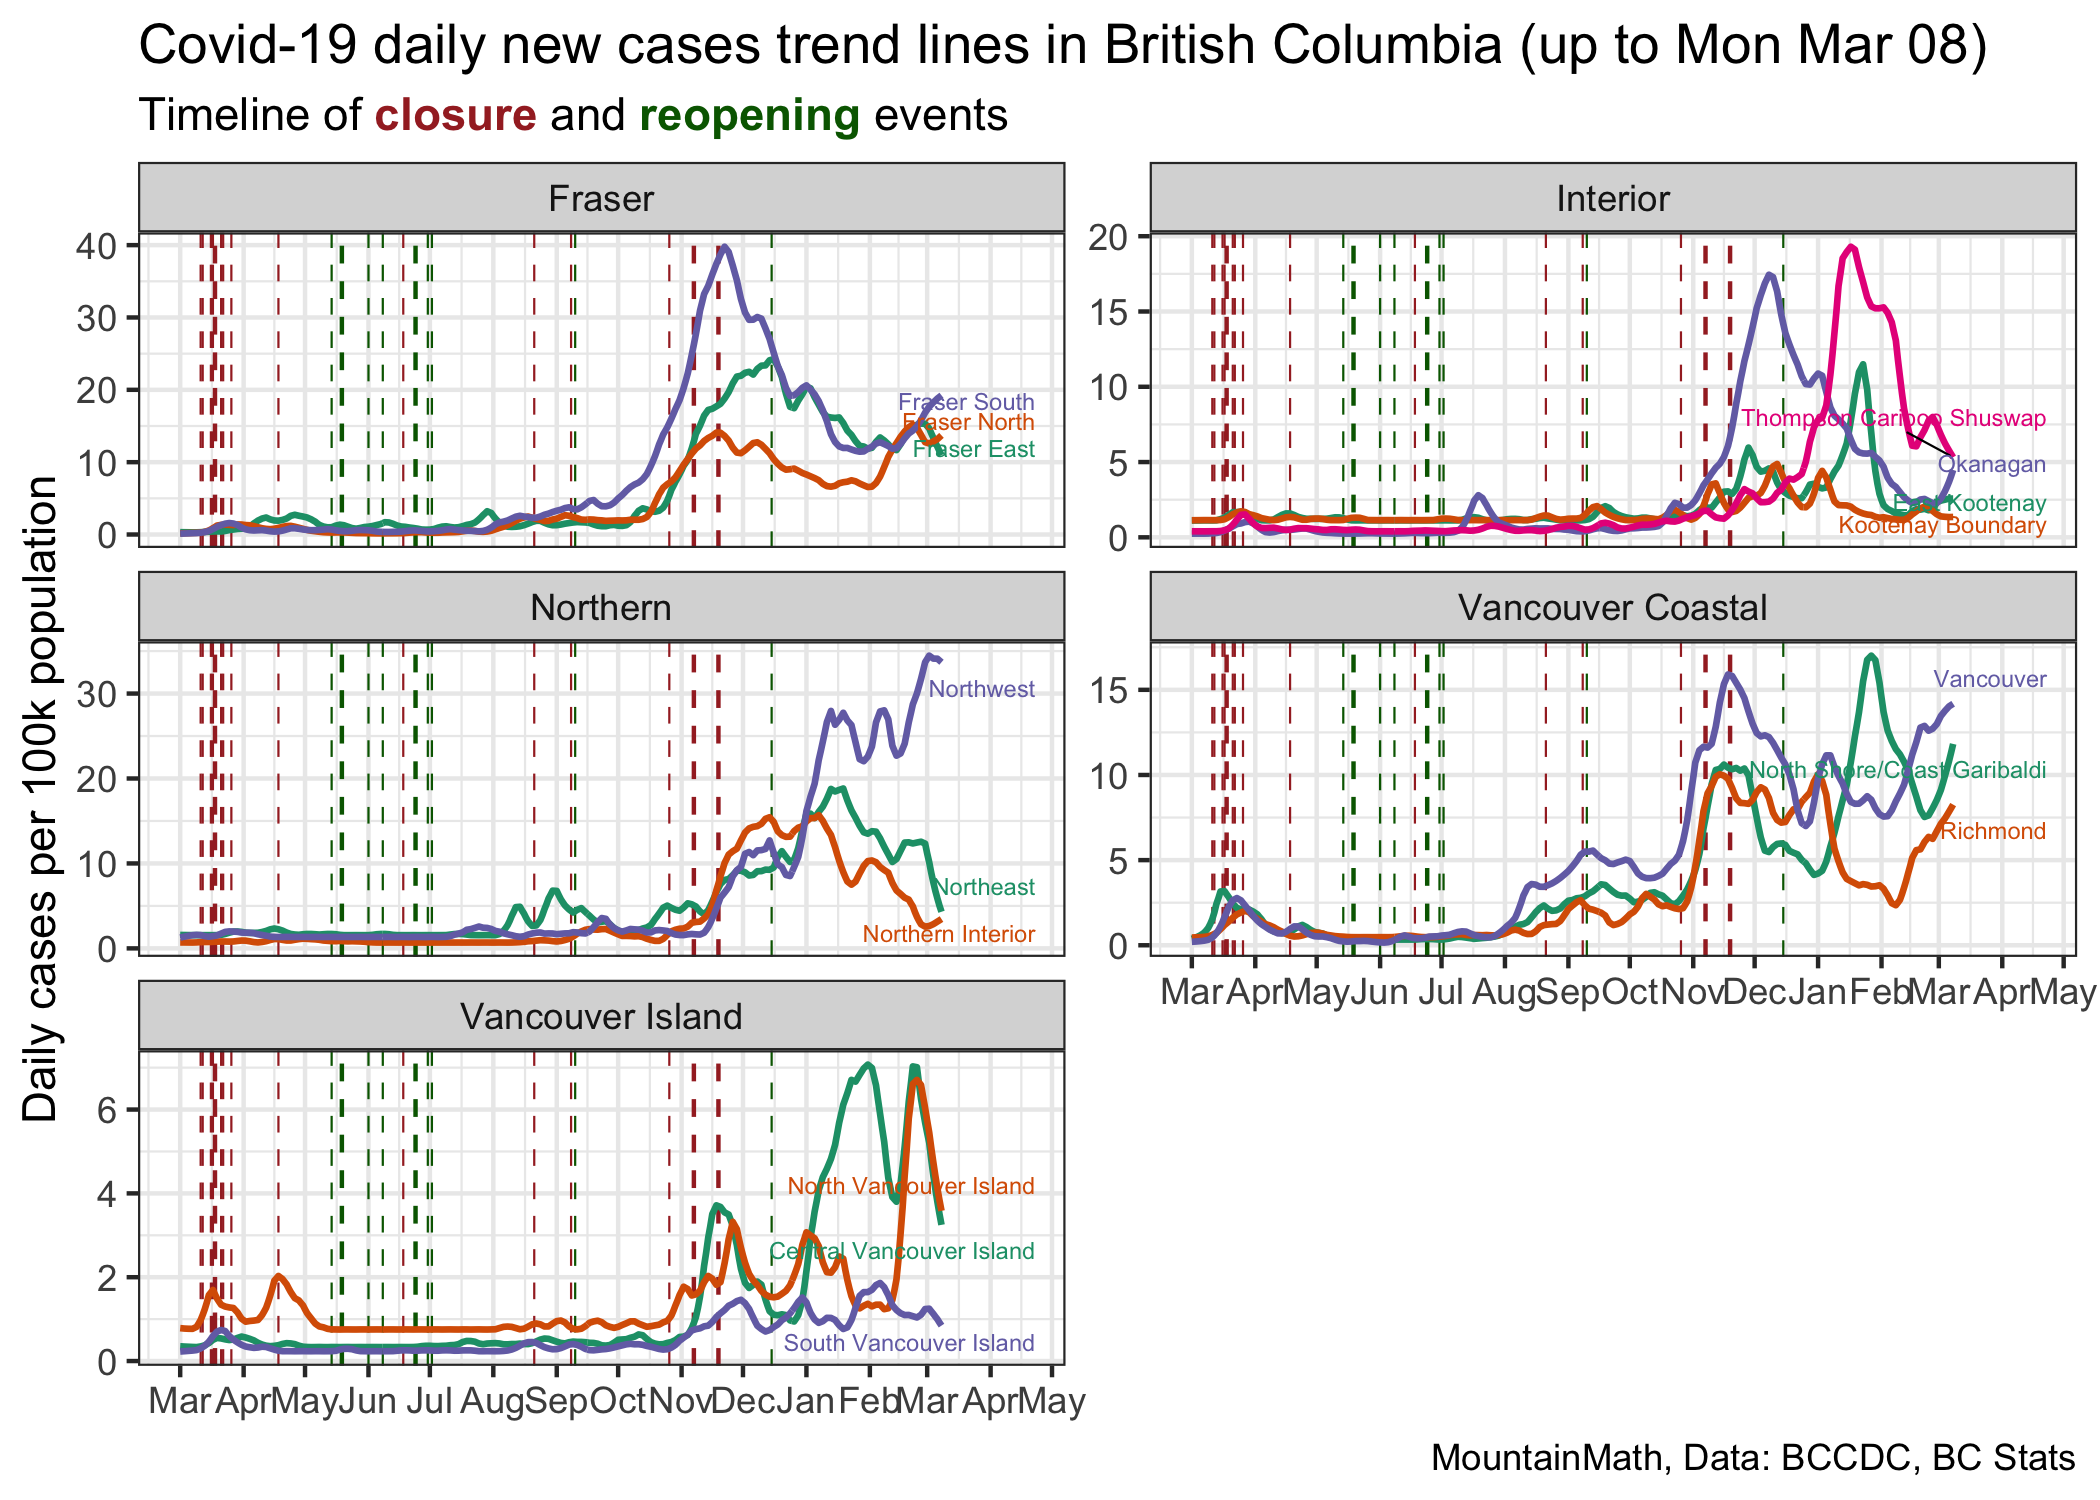 Covid-19 daily new cases trend lines in British Columbia (up to Mon Mar 08)
Timeline of closure and reopening events
Daily cases per 100k population
Fraser
40
30
20
10
0
Fraser South
Fraser North
Fraser East
Interior
20
15
10
5
0
Thompson Cariboo Shuswap
Okanagan
East Kootenay
Kootenay Boundary
Northern
30
20
10
0
Northwest
Northeast
Northern Interior
Vancouver Coastal
15
10
5
0
Vancouver
North Shore/Coast Garibaldi
Richmond
Mar Apr May Jun Jul Aug Sep Oct Nov Dec Jan Feb Mar Apr May
Vancouver Island
6
4
2
0
North Vancouver Island
Central Vancouver Island
South Vancouver Island
Mar Apr May Jun Jul Aug Sep Oct Nov Dec Jan Feb Mar Apr May
MountainMath, Data: BCCDC, BC Stats